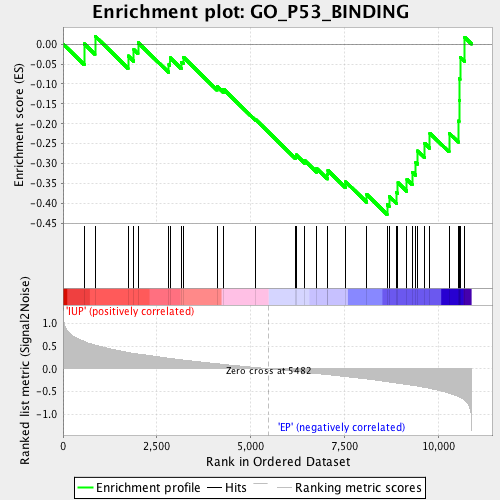 Enrichment plot: GO_P53_BINDING
Enrichment score (ES)
0.00
-0.05
-0.10
-0.15
-0.20
-0.25
-0.30
-0.35
-0.40
-0.45
Ranked list metric (Signal2Noise)
1.0
0.5
0.0
-0.5
-1.0
'IUP' (positively correlated)
Zero cross at 5482
'EP' (negatively correlated)
0
2,500
5,000
7,500
10,000
Rank in Ordered Dataset
Enrichment profile
Hits
Ranking metric scores